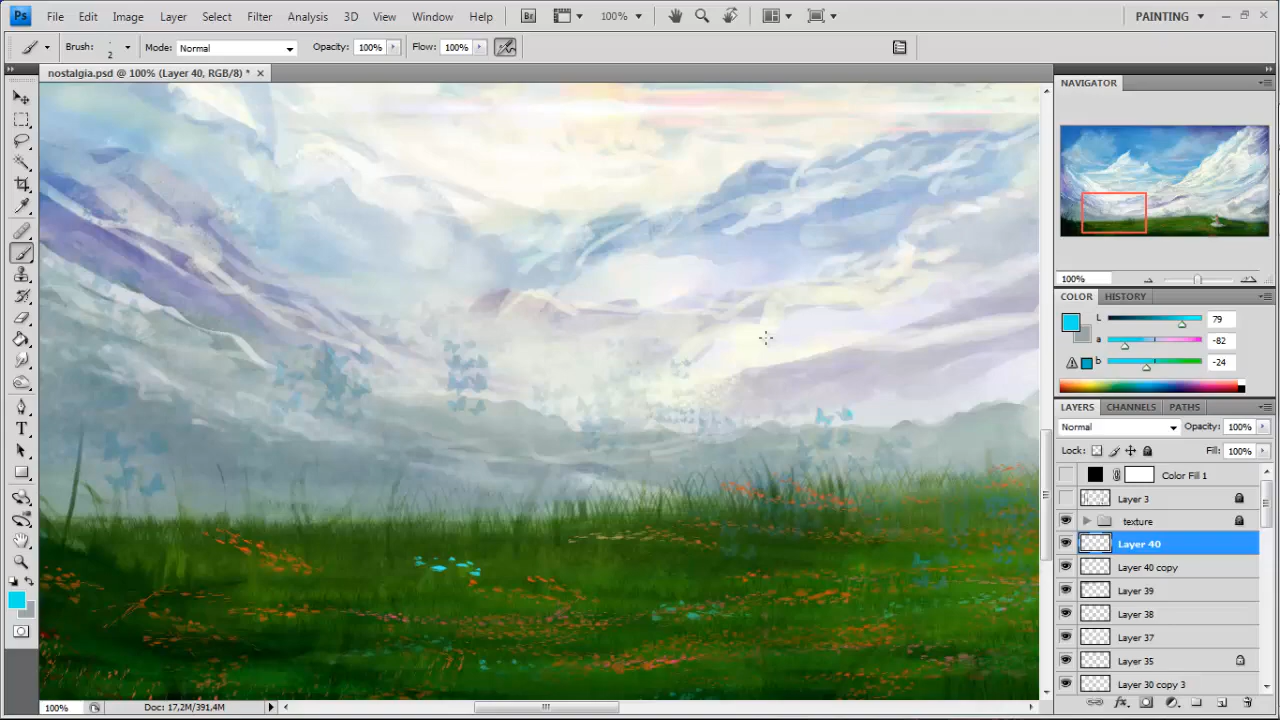 Ps File Edit Image Layer Select Filter Analysis 3D View Window Help Br 100% PAINTING
Brush: 2 Mode: Normal Opacity: 100% Flow: 100%
nostalgia.psd @ 100% (Layer 40, RGB/8) *
NAVIGATOR
100%
COLOR HISTORY
L 79
a -82
b -24
LAYERS CHANNELS PATHS
Normal Opacity: 100%
Lock: Fill: 100%
Color Fill 1
Layer 3
texture
Layer 40
Layer 40 copy
Layer 39
Layer 38
Layer 37
Layer 35
Layer 30 copy 3
T
100% Doc: 17,2M/391,4M